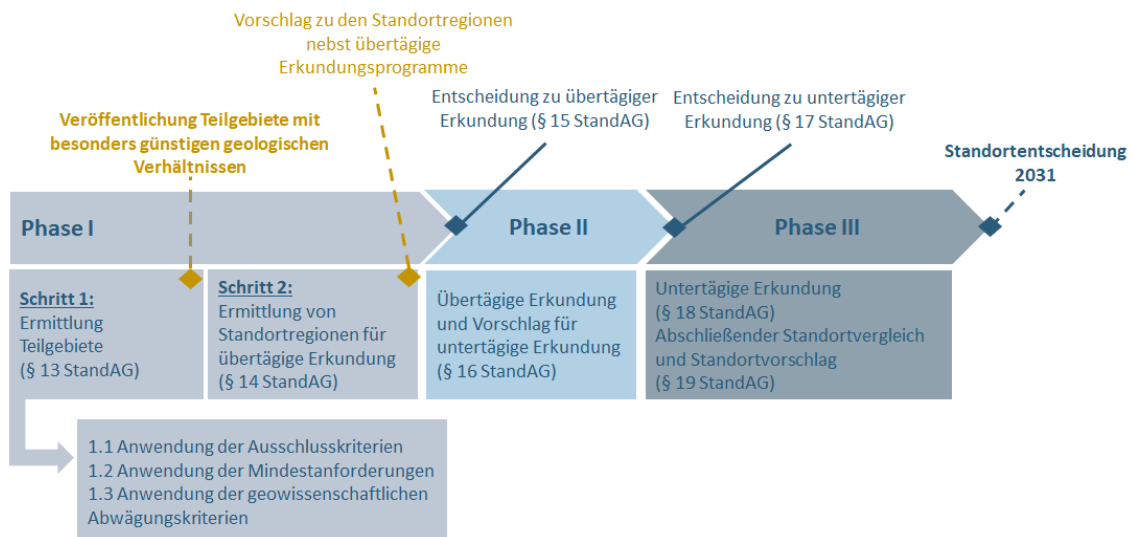 Vorschlag zu den Standortregionen
nebst übertägige
Erkundungsprogramme
Veröffentlichung Teilgebiete mit
besonders günstigen geologischen
Verhältnissen
Entscheidung zu übertägiger
Erkundung (§ 15 StandAG)
Entscheidung zu untertägiger
Erkundung (§ 17 StandAG)
Standortentscheidung
2031
Phase I
Phase II
Phase III
Schritt 1:
Ermittlung
Teilgebiete
(§ 13 StandAG)
Schritt 2:
Ermittlung von
Standortregionen für
übertägige Erkundung
(§ 14 StandAG)
Übertägige Erkundung
und Vorschlag für
untertägige Erkundung
(§ 16 StandAG)
Untertägige Erkundung
(§ 18 StandAG)
Abschließender Standortvergleich
und Standortvorschlag
(§ 19 StandAG)
1.1 Anwendung der Ausschlusskriterien
1.2 Anwendung der Mindestanforderungen
1.3 Anwendung der geowissenschaftlichen
Abwägungskriterien